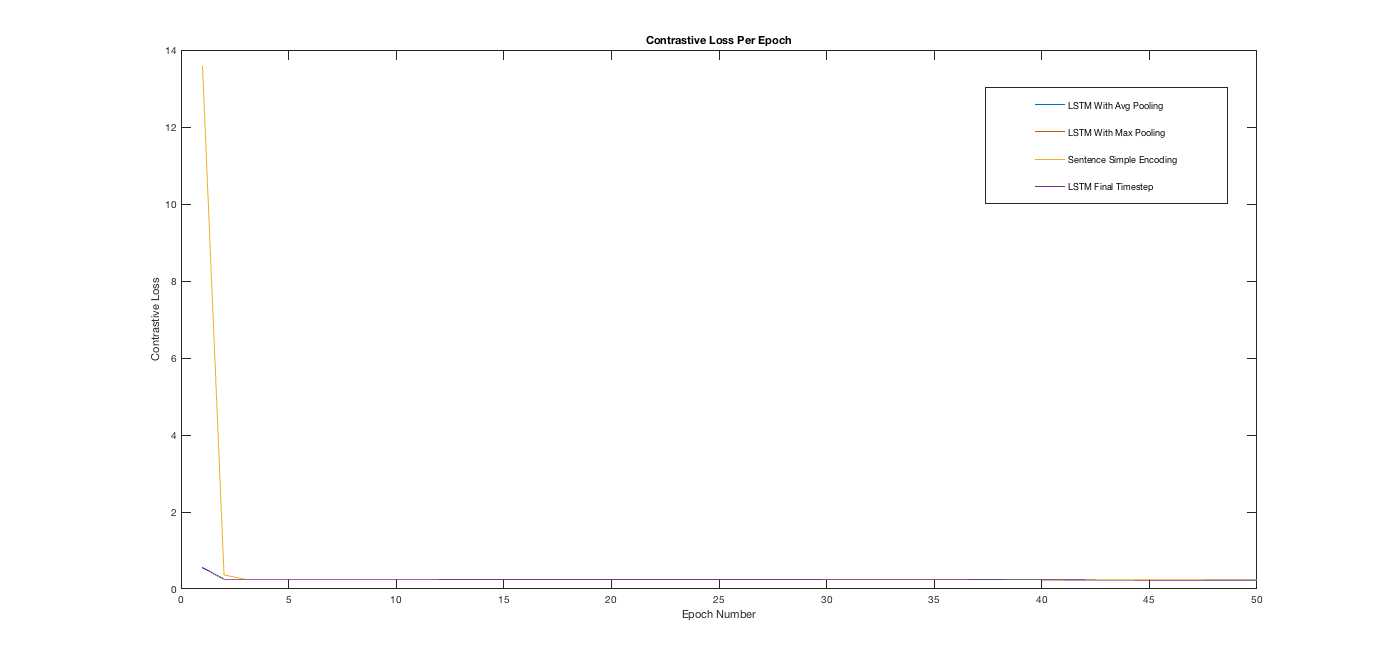 Contrastive Loss Per Epoch
14
12
10
8
6
4
2
0
Contrastive Loss
LSTM With Avg Pooling
LSTM With Max Pooling
Sentence Simple Encoding
LSTM Final Timestep
0 5 10 15 20 25 30 35 40 45 50
Epoch Number